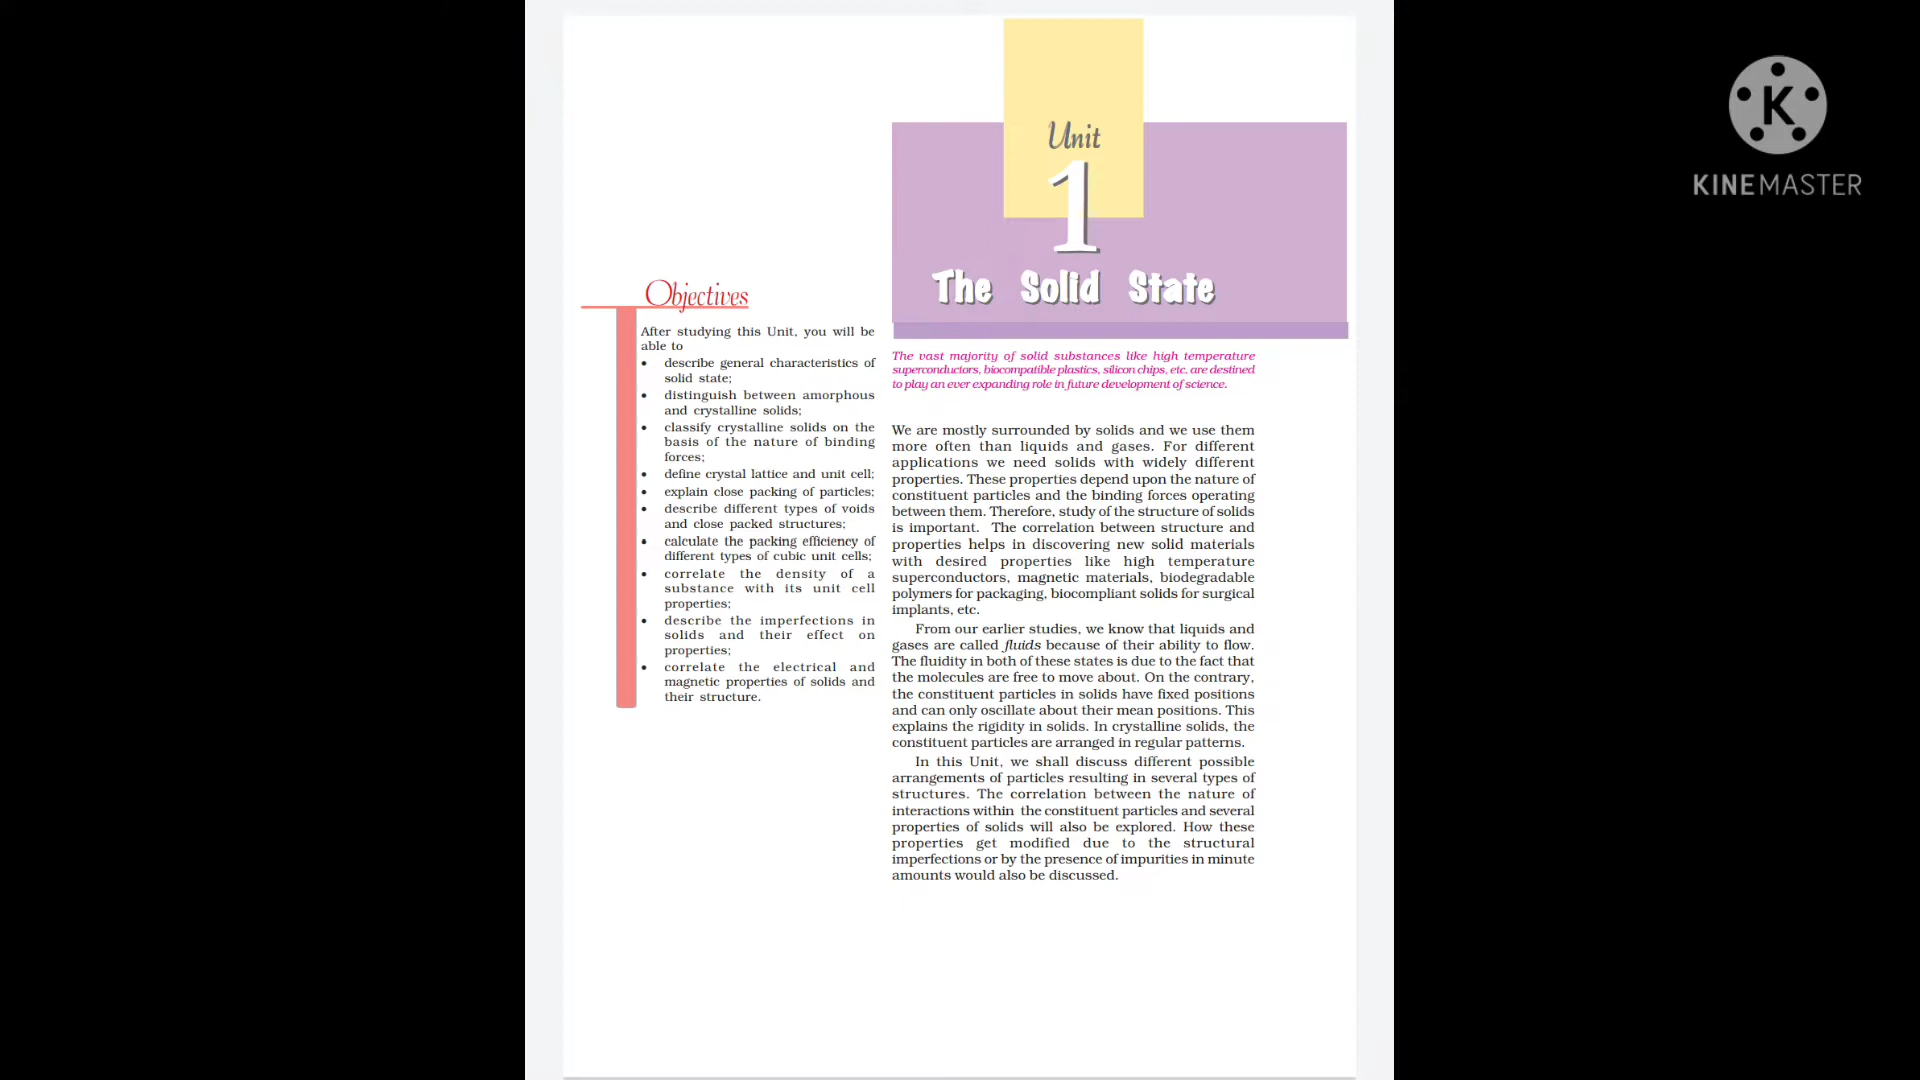 Unit
1
The Solid State
Objectives
After studying this Unit, you will be
able to
• describe general characteristics of
solid state;
• distinguish between amorphous
and crystalline solids;
• classify crystalline solids on the
basis of the nature of binding
forces;
• define crystal lattice and unit cell;
• explain close packing of particles;
• describe different types of voids
and close packed structures;
• calculate the packing efficiency of
different types of cubic unit cells;
• correlate the density of a
substance with its unit cell
properties;
• describe the imperfections in
solids and their effect on
properties;
• correlate the electrical and
magnetic properties of solids and
their structure.
The vast majority of solid substances like high temperature
superconductors, biocompatible plastics, silicon chips, etc. are destined
to play an ever expanding role in future development of science.
We are mostly surrounded by solids and we use them
more often than liquids and gases. For different
applications we need solids with widely different
properties. These properties depend upon the nature of
constituent particles and the binding forces operating
between them. Therefore, study of the structure of solids
is important. The correlation between structure and
properties helps in discovering new solid materials
with desired properties like high temperature
superconductors, magnetic materials, biodegradable
polymers for packaging, biocompliant solids for surgical
implants, etc.
From our earlier studies, we know that liquids and
gases are called fluids because of their ability to flow.
The fluidity in both of these states is due to the fact that
the molecules are free to move about. On the contrary,
the constituent particles in solids have fixed positions
and can only oscillate about their mean positions. This
explains the rigidity in solids. In crystalline solids, the
constituent particles are arranged in regular patterns.
In this Unit, we shall discuss different possible
arrangements of particles resulting in several types of
structures. The correlation between the nature of
interactions within the constituent particles and several
properties of solids will also be explored. How these
properties get modified due to the structural
imperfections or by the presence of impurities in minute
amounts would also be discussed.
K
KINEMASTER